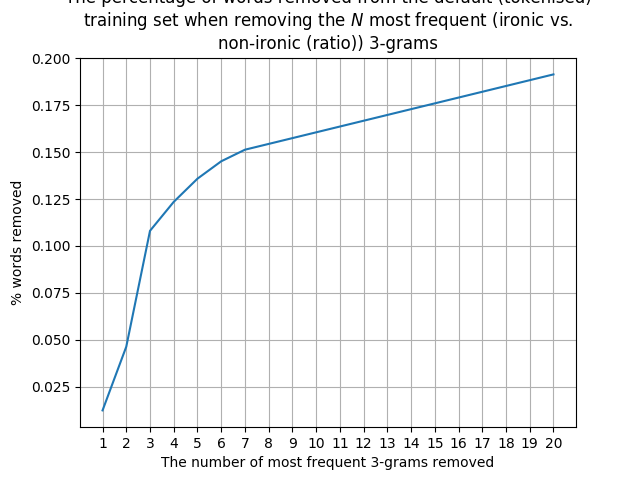 The percentage of words removed from the default (tokenised)
training set when removing the N most frequent (ironic vs.
non-ironic (ratio)) 3-grams
0.200
0.175
0.150
0.125
0.100
0.075
0.050
0.025
% words removed
1 2 3 4 5 6 7 8 9 10 11 12 13 14 15 16 17 18 19 20
The number of most frequent 3-grams removed